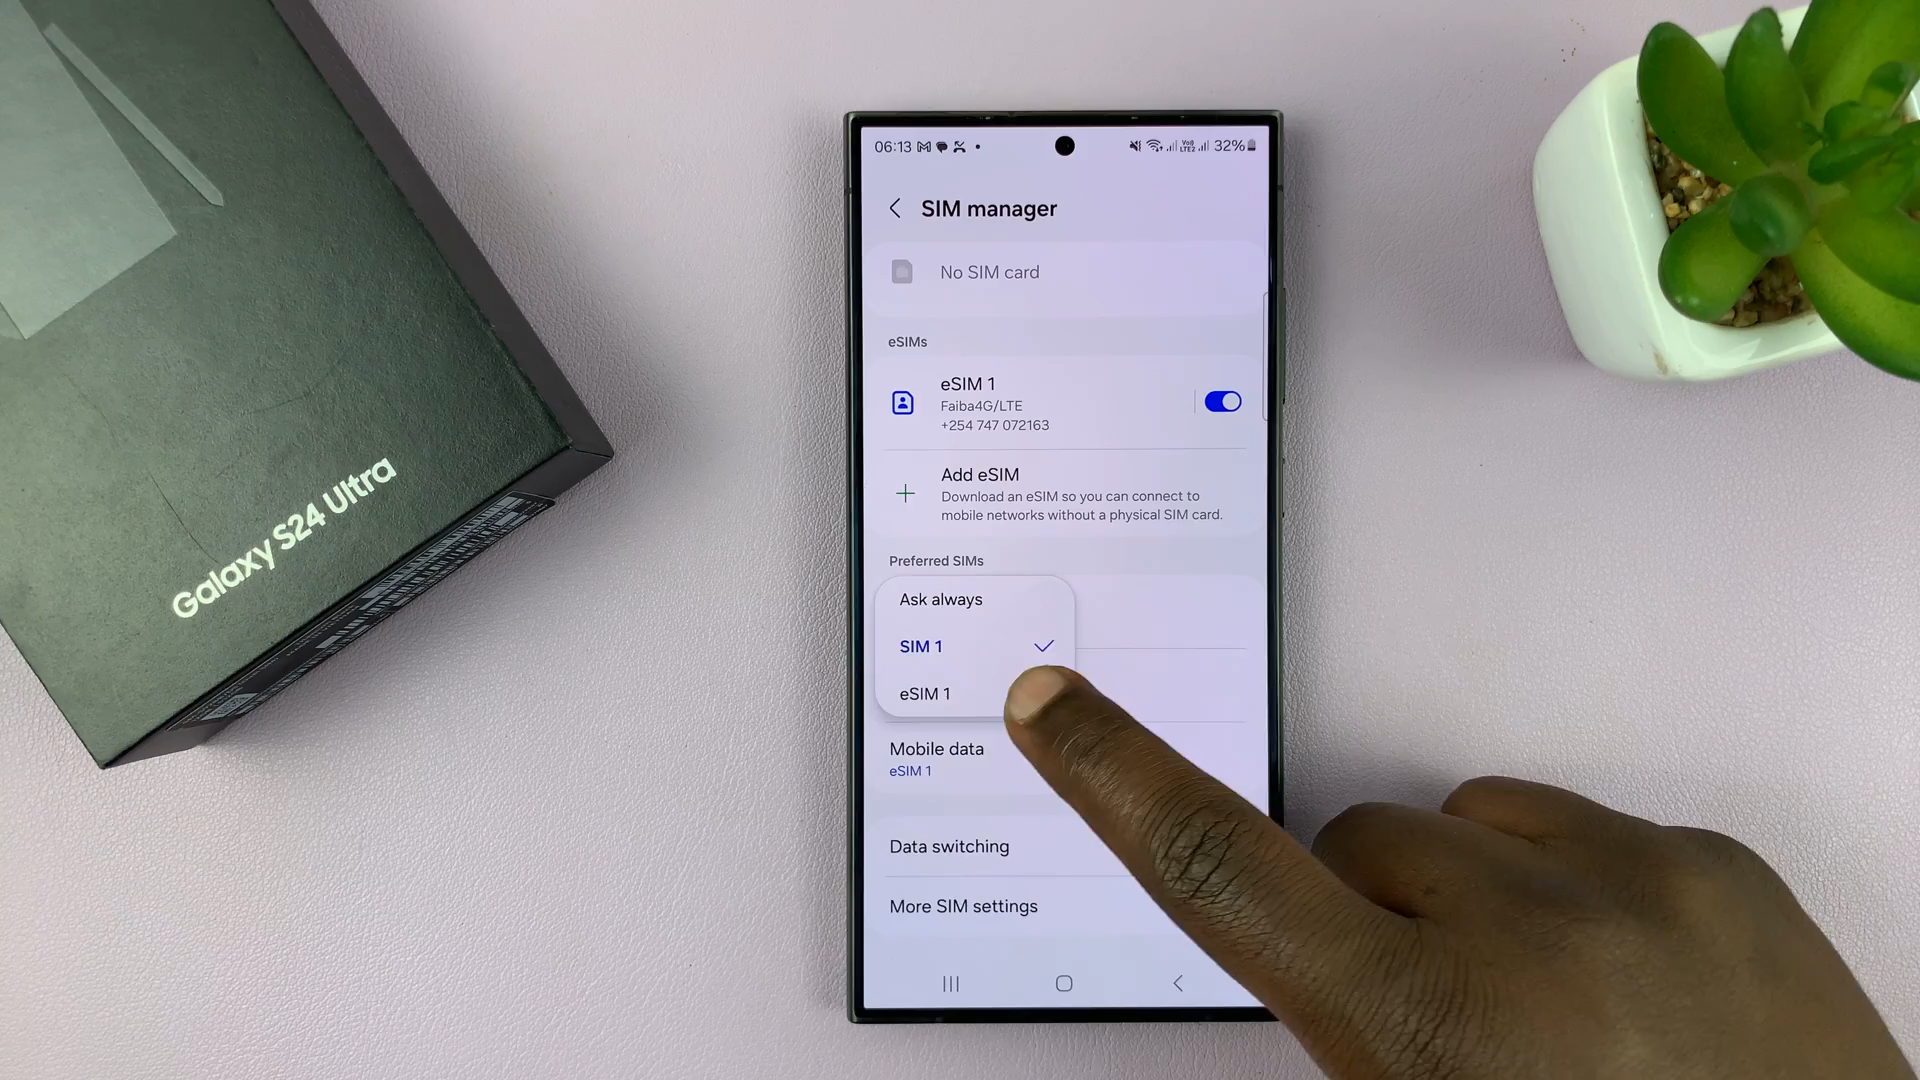 Galaxy S24 Ultra
06:13
VoI)
LTE2
32%
SIM manager
No SIM card
eSIMs
eSIM 1
Faiba4G/LTE
+254 747 072163
Add eSIM
Download an eSIM so you can connect to
mobile networks without a physical SIM card.
Preferred SIMs
Ask always
SIM 1
eSIM 1
Mobile data
eSIM 1
Data switching
More SIM settings